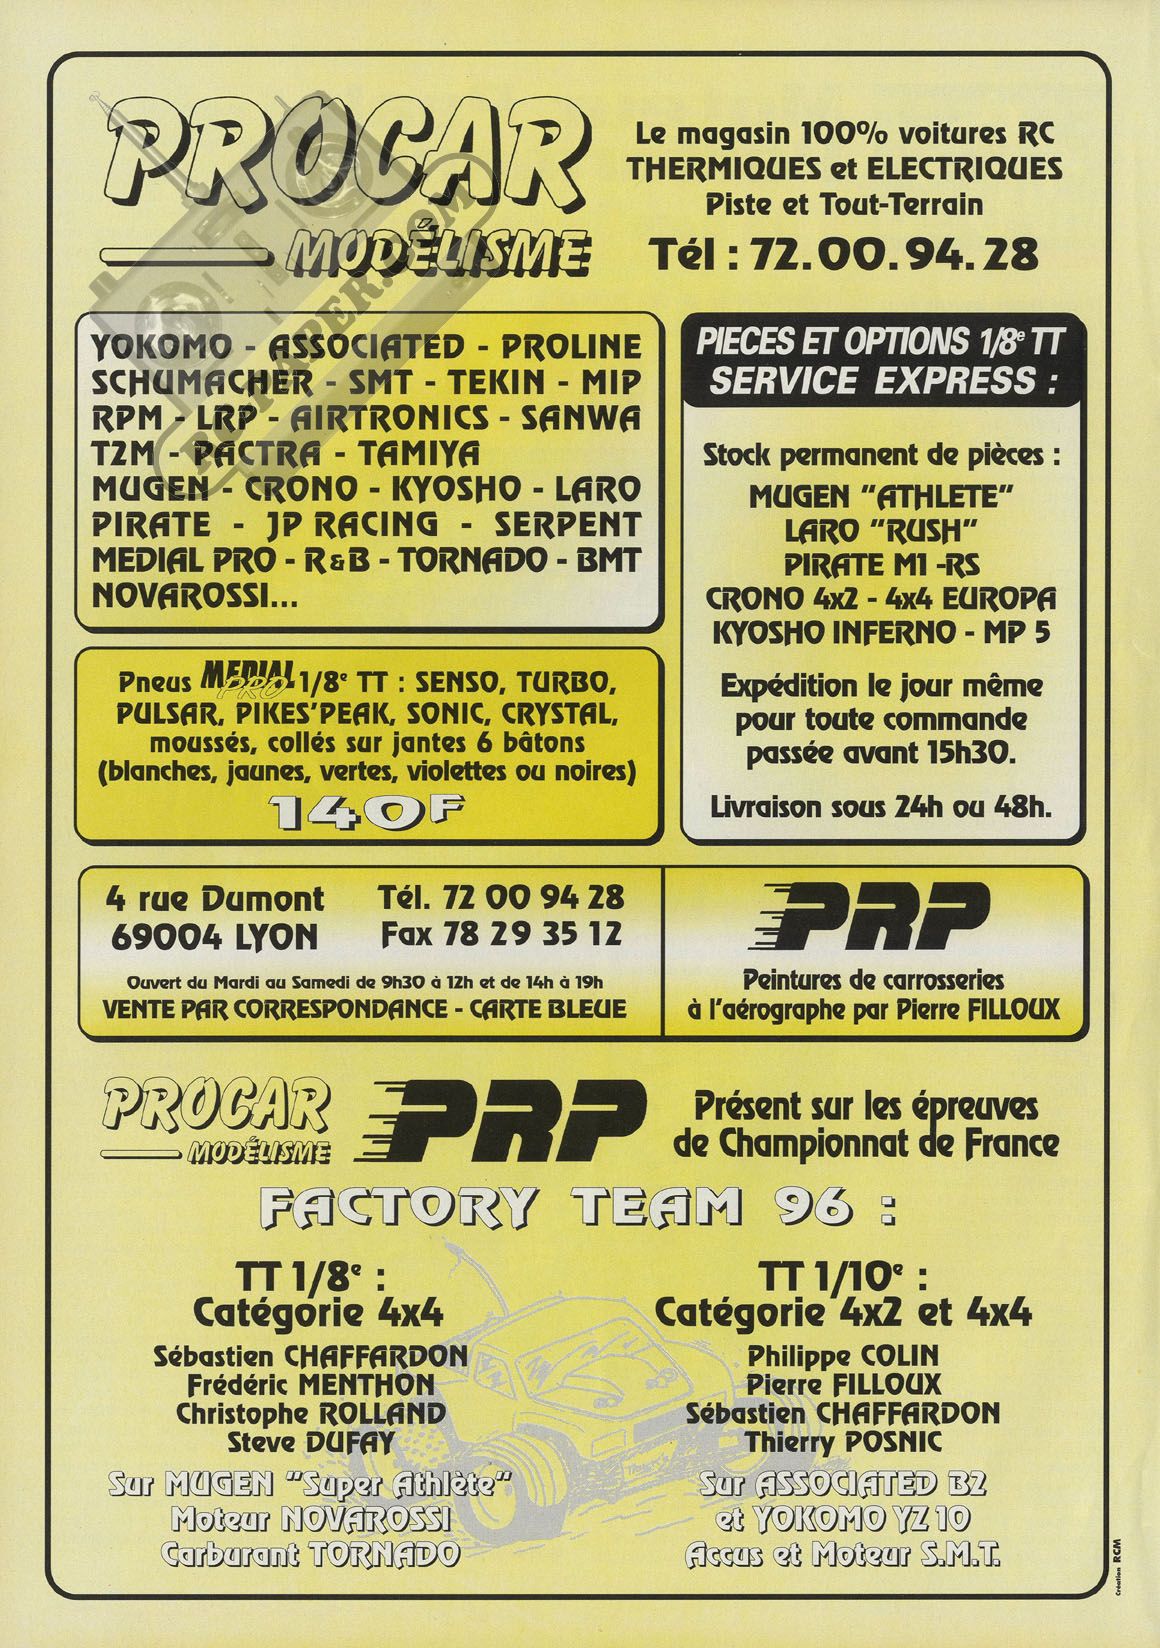 PROCAR
MODÉLISME
RCPAPER.COM
Le magasin 100% voitures RC
THERMIQUES et ELECTRIQUES
Piste et Tout-Terrain
Tél : 72.00.94.28
YOKOMO - ASSOCIATED - PROLINE
SCHUMACHER - SMT - TEKIN - MIP
RPM - LRP - AIRTRONICS - SANWA
T2M - PACTRA - TAMIYA
MUGEN - CRONO - KYOSHO - LARO
PIRATE - JP RACING - SERPENT
MEDIAL PRO - R&B - TORNADO - BMT
NOVAROSSI...
PIECES ET OPTIONS 1/8e TT
SERVICE EXPRESS :
Stock permanent de pièces :
MUGEN "ATHLETE"
LARO "RUSH"
PIRATE M1 -RS
CRONO 4x2 - 4x4 EUROPA
KYOSHO INFERNO - MP 5
Expédition le jour même
pour toute commande
passée avant 15h30.
Livraison sous 24h ou 48h.
Pneus MEDIAL PRO 1/8e TT : SENSO, TURBO,
PULSAR, PIKES'PEAK, SONIC, CRYSTAL,
moussés, collés sur jantes 6 bâtons
(blanches, jaunes, vertes, violettes ou noires)
140F
4 rue Dumont
69004 LYON
Tél. 72 00 94 28
Fax 78 29 35 12
Ouvert du Mardi au Samedi de 9h30 à 12h et de 14h à 19h
VENTE PAR CORRESPONDANCE - CARTE BLEUE
PRP
Peintures de carrosseries
à l'aérographe par Pierre FILLOUX
PROCAR
MODÉLISME
PRP
Présent sur les épreuves
de Championnat de France
FACTORY TEAM 96 :
TT 1/8e :
Catégorie 4x4
Sébastien CHAFFARDON
Frédéric MENTHON
Christophe ROLLAND
Steve DUFAY
Sur MUGEN "Super Athlète"
Moteur NOVAROSSI
Carburant TORNADO
TT 1/10e :
Catégorie 4x2 et 4x4
Philippe COLIN
Pierre FILLOUX
Sébastien CHAFFARDON
Thierry POSNIC
Sur ASSOCIATED B2
et YOKOMO YZ 10
Accus et Moteur S.M.T.
Création RCM